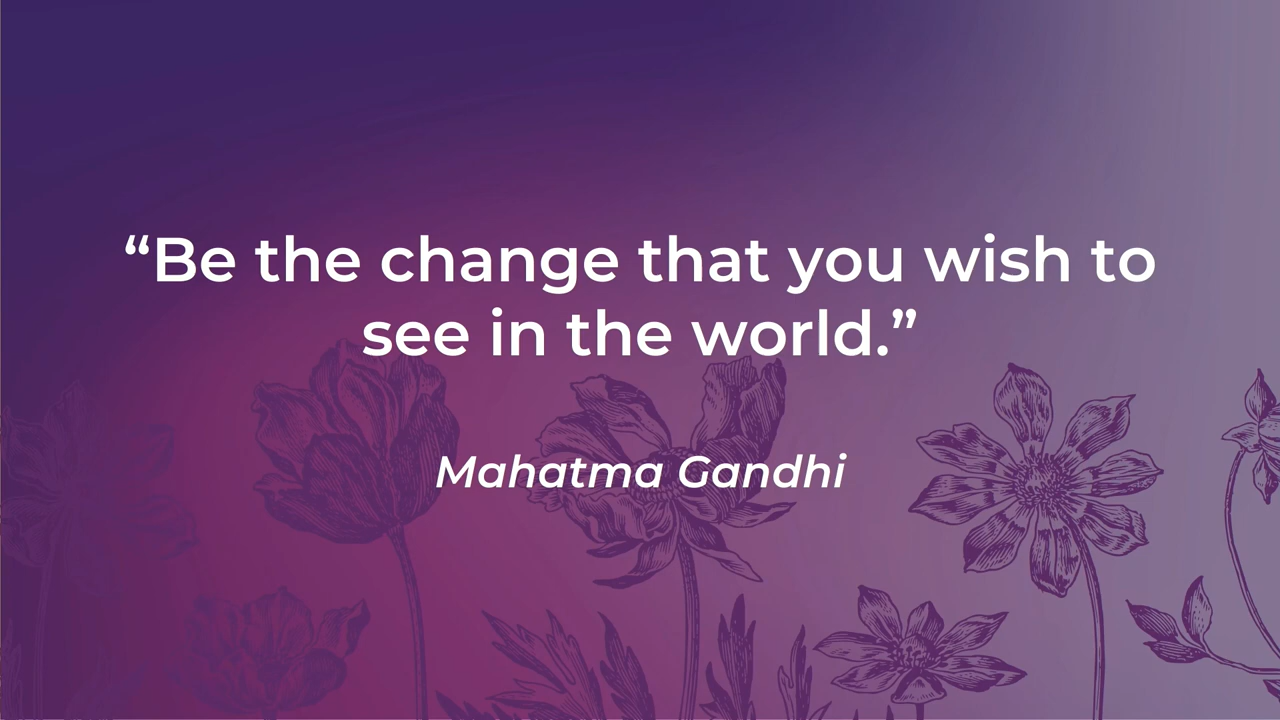 “Be the change that you wish to
see in the world.”
Mahatma Gandhi